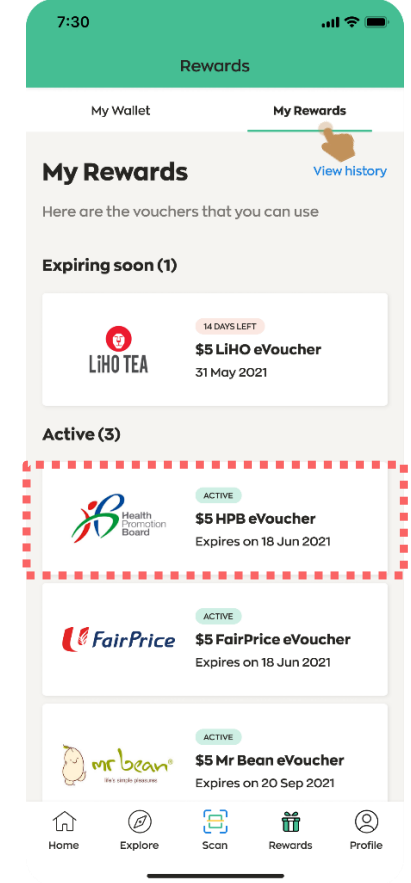 7:30
Rewards
My Wallet
My Rewards
My Rewards
View history
Here are the vouchers that you can use
Expiring soon (1)
LiHO TEA
14 DAYS LEFT
$5 LiHO eVoucher
31 May 2021
Active (3)
Health
Promotion
Board
ACTIVE
$5 HPB eVoucher
Expires on 18 Jun 2021
FairPrice
ACTIVE
$5 FairPrice eVoucher
Expires on 18 Jun 2021
mr bean®
life's simple pleasures
ACTIVE
$5 Mr Bean eVoucher
Expires on 20 Sep 2021
Home
Explore
Scan
Rewards
Profile